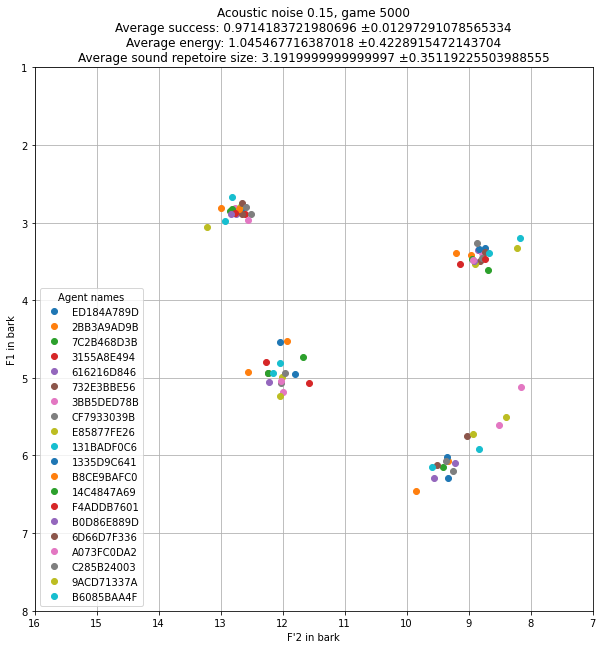 Acoustic noise 0.15, game 5000
Average success: 0.9714183721980696 ±0.01297291078565334
Average energy: 1.045467716387018 ±0.4228915472143704
Average sound repetoire size: 3.1919999999999997 ±0.35119225503988555
1
2
3
4
5
6
7
8
F1 in bark
Agent names
ED184A789D
2BB3A9AD9B
7C2B468D3B
3155A8E494
616216D846
732E3BBE56
3BB5DED78B
CF7933039B
E85877FE26
131BADF0C6
1335D9C641
B8CE9BAFC0
14C4847A69
F4ADDB7601
B0D86E889D
6D66D7F336
A073FC0DA2
C285B24003
9ACD71337A
B6085BAA4F
16 15 14 13 12 11 10 9 8 7
F'2 in bark